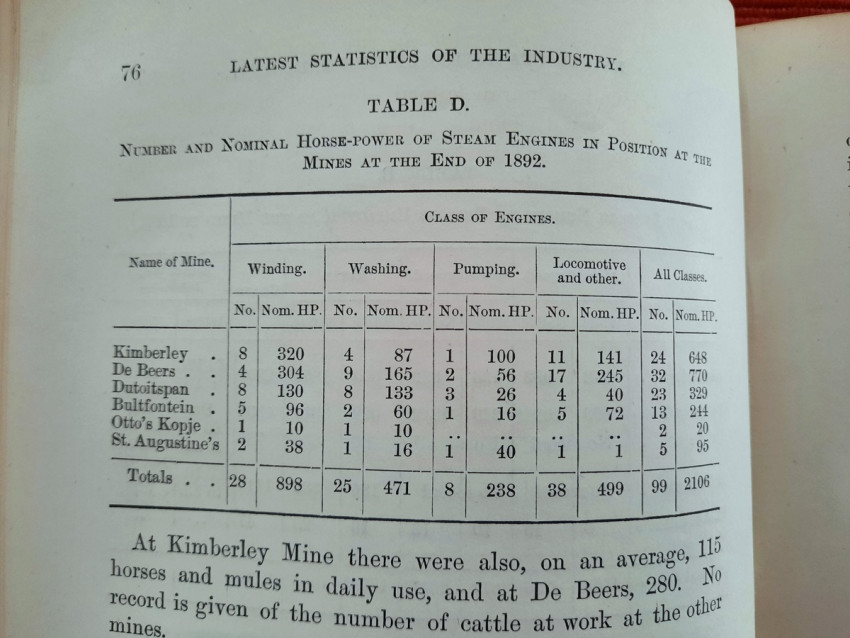 76 LATEST STATISTICS OF THE INDUSTRY.
TABLE D.
NUMBER AND NOMINAL HORSE-POWER OF STEAM ENGINES IN POSITION AT THE
MINES AT THE END OF 1892.
CLASS OF ENGINES.
Name of Mine. Winding. Washing. Pumping. Locomotive and other. All Classes.
No. Nom. HP. No. Nom. HP. No. Nom. HP. No. Nom. HP. No. Nom. HP.
Kimberley . 8 320 4 87 1 100 11 141 24 648
De Beers . . 4 304 9 165 2 56 17 245 32 770
Dutoitspan . 8 130 8 133 3 26 4 40 23 329
Bultfontein . 5 96 2 60 1 16 5 72 13 244
Otto's Kopje . 1 10 1 10 .. .. .. .. 2 20
St. Augustine's 2 38 1 16 1 40 1 1 5 95
Totals . . 28 898 25 471 8 238 38 499 99 2106
At Kimberley Mine there were also, on an average, 115
horses and mules in daily use, and at De Beers, 280. No
record is given of the number of cattle at work at the other
mines.